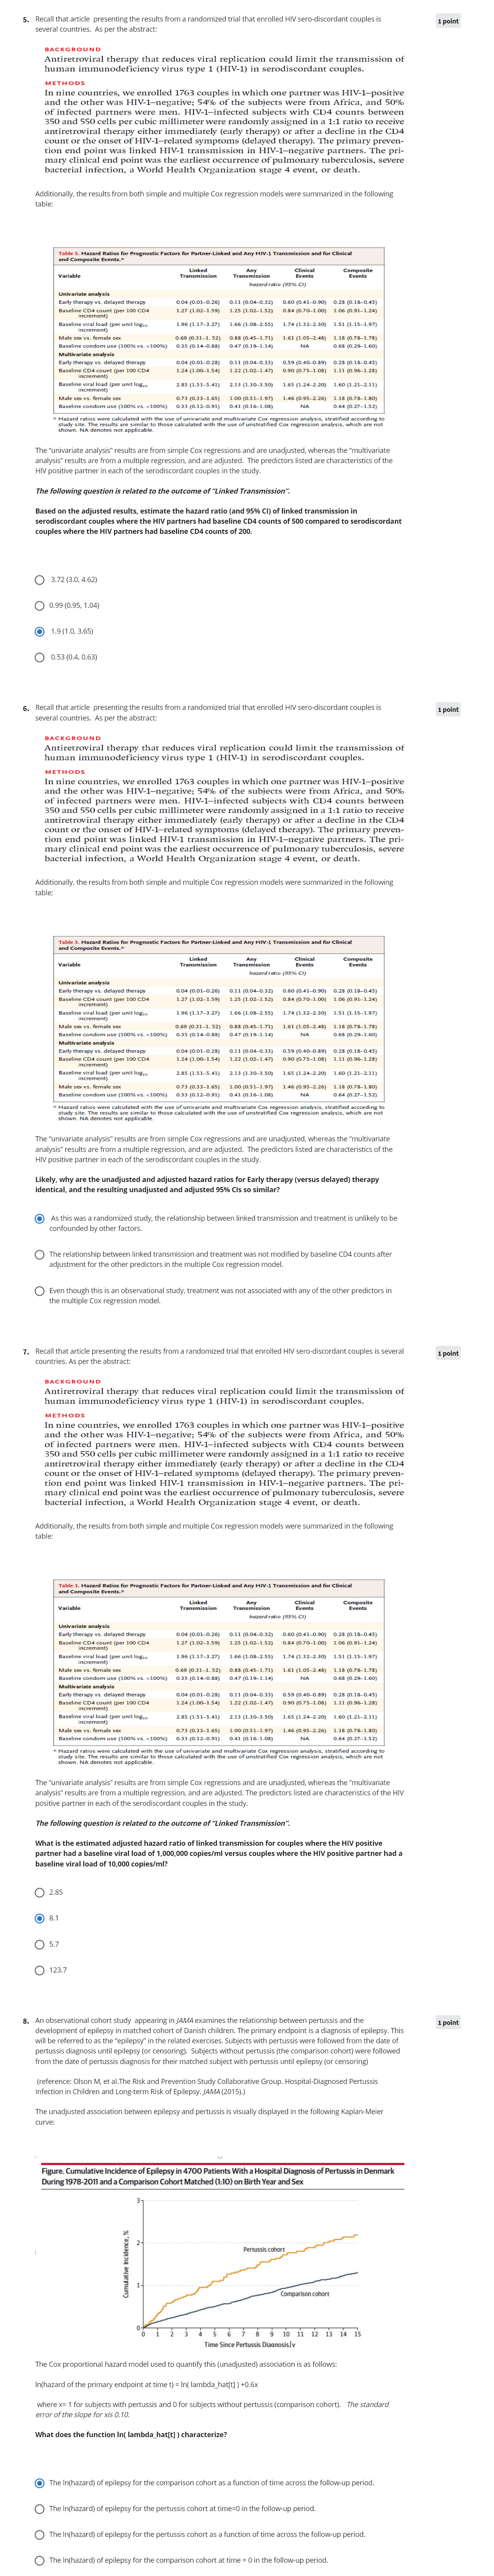 5. Recall that article presenting the results from a randomized trial that enrolled HIV sero-discordant couples is
several countries. As per the abstract:
1 point
BACKGROUND
Antiretroviral therapy that reduces viral replication could limit the transmission of
human immunodeficiency virus type 1 (HIV-1) in serodiscordant couples.
METHODS
In nine countries, we enrolled 1763 couples in which one partner was HIV-1–positive
and the other was HIV-1–negative; 54% of the subjects were from Africa, and 50%
of infected partners were men. HIV-1–infected subjects with CD4 counts between
350 and 550 cells per cubic millimeter were randomly assigned in a 1:1 ratio to receive
antiretroviral therapy either immediately (early therapy) or after a decline in the CD4
count or the onset of HIV-1–related symptoms (delayed therapy). The primary preven-
tion end point was linked HIV-1 transmission in HIV-1–negative partners. The pri-
mary clinical end point was the earliest occurrence of pulmonary tuberculosis, severe
bacterial infection, a World Health Organization stage 4 event, or death.
Additionally, the results from both simple and multiple Cox regression models were summarized in the following
table:
Table 3. Hazard Ratios for Prognostic Factors for Partner-Linked and Any HIV-1 Transmission and for Clinical
and Composite Events.*
Variable Linked Transmission Any Transmission Clinical Events Composite Events
hazard ratio (95% CI)
Univariate analysis
Early therapy vs. delayed therapy 0.04 (0.01–0.26) 0.11 (0.04–0.32) 0.60 (0.41–0.90) 0.28 (0.18–0.45)
Baseline CD4 count (per 100 CD4 increment) 1.27 (1.02–1.59) 1.25 (1.02–1.52) 0.84 (0.70–1.00) 1.06 (0.91–1.24)
Baseline viral load (per unit log10 increment) 1.96 (1.17–3.27) 1.66 (1.08–2.55) 1.74 (1.32–2.30) 1.51 (1.15–1.97)
Male sex vs. female sex 0.69 (0.31–1.52) 0.88 (0.45–1.71) 1.61 (1.05–2.48) 1.18 (0.78–1.78)
Baseline condom use (100% vs. <100%) 0.35 (0.14–0.88) 0.47 (0.19–1.14) NA 0.68 (0.29–1.60)
Multivariate analysis
Early therapy vs. delayed therapy 0.04 (0.01–0.28) 0.11 (0.04–0.33) 0.59 (0.40–0.89) 0.28 (0.18–0.45)
Baseline CD4 count (per 100 CD4 increment) 1.24 (1.00–1.54) 1.22 (1.02–1.47) 0.90 (0.75–1.08) 1.11 (0.96–1.28)
Baseline viral load (per unit log10 increment) 2.85 (1.51–5.41) 2.13 (1.30–3.50) 1.65 (1.24–2.20) 1.60 (1.21–2.11)
Male sex vs. female sex 0.73 (0.33–1.65) 1.00 (0.51–1.97) 1.46 (0.95–2.26) 1.18 (0.78–1.80)
Baseline condom use (100% vs. <100%) 0.33 (0.12–0.91) 0.41 (0.16–1.08) NA 0.64 (0.27–1.52)
* Hazard ratios were calculated with the use of univariate and multivariate Cox regression analysis, stratified according to
study site. The results are similar to those calculated with the use of unstratified Cox regression analysis, which are not
shown. NA denotes not applicable.
The "univariate analysis" results are from simple Cox regressions and are unadjusted, whereas the "multivariate
analysis" results are from a multiple regression, and are adjusted. The predictors listed are characteristics of the
HIV positive partner in each of the serodiscordant couples in the study.
The following question is related to the outcome of "Linked Transmission".
Based on the adjusted results, estimate the hazard ratio (and 95% CI) of linked transmission in
serodiscordant couples where the HIV partners had baseline CD4 counts of 500 compared to serodiscordant
couples where the HIV partners had baseline CD4 counts of 200.
3.72 (3.0, 4.62)
0.99 (0.95, 1.04)
1.9 (1.0, 3.65)
0.53 (0.4, 0.63)
6. Recall that article presenting the results from a randomized trial that enrolled HIV sero-discordant couples is
several countries. As per the abstract:
1 point
BACKGROUND
Antiretroviral therapy that reduces viral replication could limit the transmission of
human immunodeficiency virus type 1 (HIV-1) in serodiscordant couples.
METHODS
In nine countries, we enrolled 1763 couples in which one partner was HIV-1–positive
and the other was HIV-1–negative; 54% of the subjects were from Africa, and 50%
of infected partners were men. HIV-1–infected subjects with CD4 counts between
350 and 550 cells per cubic millimeter were randomly assigned in a 1:1 ratio to receive
antiretroviral therapy either immediately (early therapy) or after a decline in the CD4
count or the onset of HIV-1–related symptoms (delayed therapy). The primary preven-
tion end point was linked HIV-1 transmission in HIV-1–negative partners. The pri-
mary clinical end point was the earliest occurrence of pulmonary tuberculosis, severe
bacterial infection, a World Health Organization stage 4 event, or death.
Additionally, the results from both simple and multiple Cox regression models were summarized in the following
table:
Table 3. Hazard Ratios for Prognostic Factors for Partner-Linked and Any HIV-1 Transmission and for Clinical
and Composite Events.*
Variable Linked Transmission Any Transmission Clinical Events Composite Events
hazard ratio (95% CI)
Univariate analysis
Early therapy vs. delayed therapy 0.04 (0.01–0.26) 0.11 (0.04–0.32) 0.60 (0.41–0.90) 0.28 (0.18–0.45)
Baseline CD4 count (per 100 CD4 increment) 1.27 (1.02–1.59) 1.25 (1.02–1.52) 0.84 (0.70–1.00) 1.06 (0.91–1.24)
Baseline viral load (per unit log10 increment) 1.96 (1.17–3.27) 1.66 (1.08–2.55) 1.74 (1.32–2.30) 1.51 (1.15–1.97)
Male sex vs. female sex 0.69 (0.31–1.52) 0.88 (0.45–1.71) 1.61 (1.05–2.48) 1.18 (0.78–1.78)
Baseline condom use (100% vs. <100%) 0.35 (0.14–0.88) 0.47 (0.19–1.14) NA 0.68 (0.29–1.60)
Multivariate analysis
Early therapy vs. delayed therapy 0.04 (0.01–0.28) 0.11 (0.04–0.33) 0.59 (0.40–0.89) 0.28 (0.18–0.45)
Baseline CD4 count (per 100 CD4 increment) 1.24 (1.00–1.54) 1.22 (1.02–1.47) 0.90 (0.75–1.08) 1.11 (0.96–1.28)
Baseline viral load (per unit log10 increment) 2.85 (1.51–5.41) 2.13 (1.30–3.50) 1.65 (1.24–2.20) 1.60 (1.21–2.11)
Male sex vs. female sex 0.73 (0.33–1.65) 1.00 (0.51–1.97) 1.46 (0.95–2.26) 1.18 (0.78–1.80)
Baseline condom use (100% vs. <100%) 0.33 (0.12–0.91) 0.41 (0.16–1.08) NA 0.64 (0.27–1.52)
* Hazard ratios were calculated with the use of univariate and multivariate Cox regression analysis, stratified according to
study site. The results are similar to those calculated with the use of unstratified Cox regression analysis, which are not
shown. NA denotes not applicable.
The "univariate analysis" results are from simple Cox regressions and are unadjusted, whereas the "multivariate
analysis" results are from a multiple regression, and are adjusted. The predictors listed are characteristics of the
HIV positive partner in each of the serodiscordant couples in the study.
Likely, why are the unadjusted and adjusted hazard ratios for Early therapy (versus delayed) therapy
identical, and the resulting unadjusted and adjusted 95% CIs so similar?
As this was a randomized study, the relationship between linked transmission and treatment is unlikely to be
confounded by other factors.
The relationship between linked transmission and treatment was not modified by baseline CD4 counts after
adjustment for the other predictors in the multiple Cox regression model.
Even though this is an observational study, treatment was not associated with any of the other predictors in
the multiple Cox regression model.
7. Recall that article presenting the results from a randomized trial that enrolled HIV sero-discordant couples is several
countries. As per the abstract:
1 point
BACKGROUND
Antiretroviral therapy that reduces viral replication could limit the transmission of
human immunodeficiency virus type 1 (HIV-1) in serodiscordant couples.
METHODS
In nine countries, we enrolled 1763 couples in which one partner was HIV-1–positive
and the other was HIV-1–negative; 54% of the subjects were from Africa, and 50%
of infected partners were men. HIV-1–infected subjects with CD4 counts between
350 and 550 cells per cubic millimeter were randomly assigned in a 1:1 ratio to receive
antiretroviral therapy either immediately (early therapy) or after a decline in the CD4
count or the onset of HIV-1–related symptoms (delayed therapy). The primary preven-
tion end point was linked HIV-1 transmission in HIV-1–negative partners. The pri-
mary clinical end point was the earliest occurrence of pulmonary tuberculosis, severe
bacterial infection, a World Health Organization stage 4 event, or death.
Additionally, the results from both simple and multiple Cox regression models were summarized in the following
table:
Table 3. Hazard Ratios for Prognostic Factors for Partner-Linked and Any HIV-1 Transmission and for Clinical
and Composite Events.*
Variable Linked Transmission Any Transmission Clinical Events Composite Events
hazard ratio (95% CI)
Univariate analysis
Early therapy vs. delayed therapy 0.04 (0.01–0.26) 0.11 (0.04–0.32) 0.60 (0.41–0.90) 0.28 (0.18–0.45)
Baseline CD4 count (per 100 CD4 increment) 1.27 (1.02–1.59) 1.25 (1.02–1.52) 0.84 (0.70–1.00) 1.06 (0.91–1.24)
Baseline viral load (per unit log10 increment) 1.96 (1.17–3.27) 1.66 (1.08–2.55) 1.74 (1.32–2.30) 1.51 (1.15–1.97)
Male sex vs. female sex 0.69 (0.31–1.52) 0.88 (0.45–1.71) 1.61 (1.05–2.48) 1.18 (0.78–1.78)
Baseline condom use (100% vs. <100%) 0.35 (0.14–0.88) 0.47 (0.19–1.14) NA 0.68 (0.29–1.60)
Multivariate analysis
Early therapy vs. delayed therapy 0.04 (0.01–0.28) 0.11 (0.04–0.33) 0.59 (0.40–0.89) 0.28 (0.18–0.45)
Baseline CD4 count (per 100 CD4 increment) 1.24 (1.00–1.54) 1.22 (1.02–1.47) 0.90 (0.75–1.08) 1.11 (0.96–1.28)
Baseline viral load (per unit log10 increment) 2.85 (1.51–5.41) 2.13 (1.30–3.50) 1.65 (1.24–2.20) 1.60 (1.21–2.11)
Male sex vs. female sex 0.73 (0.33–1.65) 1.00 (0.51–1.97) 1.46 (0.95–2.26) 1.18 (0.78–1.80)
Baseline condom use (100% vs. <100%) 0.33 (0.12–0.91) 0.41 (0.16–1.08) NA 0.64 (0.27–1.52)
* Hazard ratios were calculated with the use of univariate and multivariate Cox regression analysis, stratified according to
study site. The results are similar to those calculated with the use of unstratified Cox regression analysis, which are not
shown. NA denotes not applicable.
The "univariate analysis" results are from simple Cox regressions and are unadjusted, whereas the "multivariate
analysis" results are from a multiple regression, and are adjusted. The predictors listed are characteristics of the HIV
positive partner in each of the serodiscordant couples in the study.
The following question is related to the outcome of "Linked Transmission".
What is the estimated adjusted hazard ratio of linked transmission for couples where the HIV positive
partner had a baseline viral load of 1,000,000 copies/ml versus couples where the HIV positive partner had a
baseline viral load of 10,000 copies/ml?
2.85
8.1
5.7
123.7
8. An observational cohort study appearing in JAMA examines the relationship between pertussis and the
development of epilepsy in matched cohort of Danish children. The primary endpoint is a diagnosis of epilepsy. This
will be referred to as the "epilepsy" in the related exercises. Subjects with pertussis were followed from the date of
pertussis diagnosis until epilepsy (or censoring). Subjects without pertussis (the comparison cohort) were followed
from the date of pertussis diagnosis for their matched subject with pertussis until epilepsy (or censoring)
1 point
(reference: Olson M, et al.The Risk and Prevention Study Collaborative Group. Hospital-Diagnosed Pertussis
Infection in Children and Long-term Risk of Epilepsy. JAMA (2015).)
The unadjusted association between epilepsy and pertussis is visually displayed in the following Kaplan-Meier
curve:
Figure. Cumulative Incidence of Epilepsy in 4700 Patients With a Hospital Diagnosis of Pertussis in Denmark
During 1978-2011 and a Comparison Cohort Matched (1:10) on Birth Year and Sex
Cumulative Incidence, %
3
2
1
0
Pertussis cohort
Comparison cohort
0 1 2 3 4 5 6 7 8 9 10 11 12 13 14 15
Time Since Pertussis Diagnosis, y
The Cox proportional hazard model used to quantify this (unadjusted) association is as follows:
ln(hazard of the primary endpoint at time t) = ln( lambda_hat[t] ) +0.6x
where x= 1 for subjects with pertussis and 0 for subjects without pertussis (comparison cohort). The standard
error of the slope for xis 0.10.
What does the function ln( lambda_hat[t] ) characterize?
The ln(hazard) of epilepsy for the comparison cohort as a function of time across the follow-up period.
The ln(hazard) of epilepsy for the pertussis cohort at time=0 in the follow-up period.
The ln(hazard) of epilepsy for the pertussis cohort as a function of time across the follow-up period.
The ln(hazard) of epilepsy for the comparison cohort at time = 0 in the follow-up period.